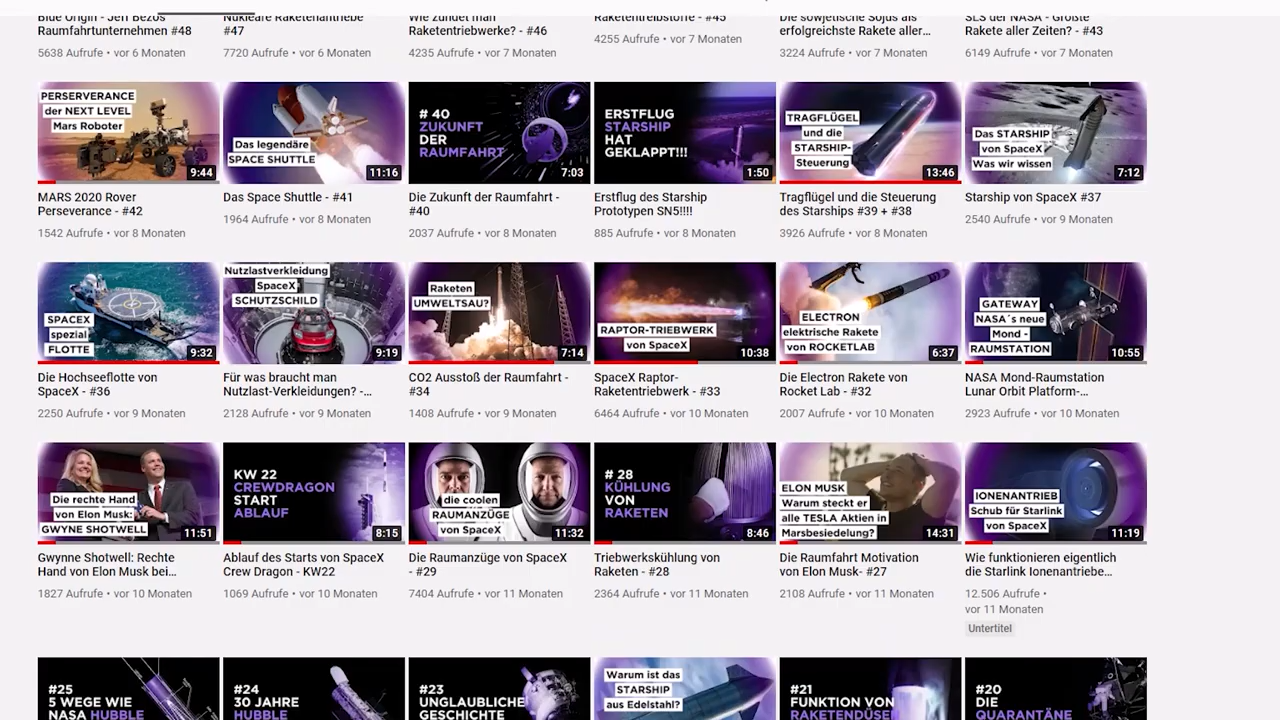 Blue Origin - Jeff Bezos
Raumfahrtunternehmen #48
5638 Aufrufe • vor 6 Monaten
Nukleare Raketenantriebe
#47
7720 Aufrufe • vor 6 Monaten
Wie zündet man
Raketentriebwerke? - #46
4235 Aufrufe • vor 7 Monaten
Raketentreibstoffe - #45
4255 Aufrufe • vor 7 Monaten
Die sowjetische Sojus als
erfolgreichste Rakete aller...
3224 Aufrufe • vor 7 Monaten
SLS der NASA - Größte
Rakete aller Zeiten? - #43
6149 Aufrufe • vor 7 Monaten
PERSERVERANCE
der NEXT LEVEL
Mars Roboter
9:44
MARS 2020 Rover
Perseverance - #42
1542 Aufrufe • vor 8 Monaten
Das legendäre
SPACE SHUTTLE
11:16
Das Space Shuttle - #41
1964 Aufrufe • vor 8 Monaten
# 40
ZUKUNFT
DER
RAUMFAHRT
7:03
Die Zukunft der Raumfahrt -
#40
2037 Aufrufe • vor 8 Monaten
ERSTFLUG
STARSHIP
HAT
GEKLAPPT!!!
1:50
Erstflug des Starship
Prototypen SN5!!!!
885 Aufrufe • vor 8 Monaten
TRAGFLÜGEL
und die
STARSHIP-
Steuerung
13:46
Tragflügel und die Steuerung
des Starships #39 + #38
3926 Aufrufe • vor 8 Monaten
Das STARSHIP
von SpaceX
Was wir wissen
7:12
Starship von SpaceX #37
2540 Aufrufe • vor 9 Monaten
SPACEX
spezial
FLOTTE
9:32
Die Hochseeflotte von
SpaceX - #36
2250 Aufrufe • vor 9 Monaten
Nutzlastverkleidung
SpaceX
SCHUTZSCHILD
9:19
Für was braucht man
Nutzlast-Verkleidungen? -...
2128 Aufrufe • vor 9 Monaten
Raketen
UMWELTSAU?
7:14
CO2 Ausstoß der Raumfahrt -
#34
1408 Aufrufe • vor 9 Monaten
RAPTOR-TRIEBWERK
von SpaceX
10:38
SpaceX Raptor-
Raketentriebwerk - #33
6464 Aufrufe • vor 10 Monaten
ELECTRON
elektrische Rakete
von ROCKETLAB
6:37
Die Electron Rakete von
Rocket Lab - #32
2007 Aufrufe • vor 10 Monaten
GATEWAY
NASA´s neue
Mond -
RAUMSTATION
10:55
NASA Mond-Raumstation
Lunar Orbit Platform-...
2923 Aufrufe • vor 10 Monaten
Die rechte Hand
von Elon Musk:
GWYNE SHOTWELL
11:51
Gwynne Shotwell: Rechte
Hand von Elon Musk bei...
1827 Aufrufe • vor 10 Monaten
KW 22
CREWDRAGON
START
ABLAUF
8:15
Ablauf des Starts von SpaceX
Crew Dragon - KW22
1069 Aufrufe • vor 10 Monaten
die coolen
RAUMANZÜGE
von SpaceX
11:32
Die Raumanzüge von SpaceX
- #29
7404 Aufrufe • vor 11 Monaten
# 28
KÜHLUNG
VON
RAKETEN
8:46
Triebwerkskühlung von
Raketen - #28
2364 Aufrufe • vor 11 Monaten
ELON MUSK
Warum steckt er
alle TESLA Aktien in
Marsbesiedelung?
14:31
Die Raumfahrt Motivation
von Elon Musk- #27
2108 Aufrufe • vor 11 Monaten
IONENANTRIEB
Schub für Starlink
von SpaceX
11:19
Wie funktionieren eigentlich
die Starlink Ionenantriebe...
12.506 Aufrufe •
vor 11 Monaten
Untertitel
#25
5 WEGE WIE
NASA HUBBLE
#24
30 JAHRE
HUBBLE
#23
UNGLAUBLICHE
GESCHICHTE
Warum ist das
STARSHIP
aus Edelstahl?
#21
FUNKTION VON
RAKETENDÜSEN
#20
DIE
QUARANTÄNE